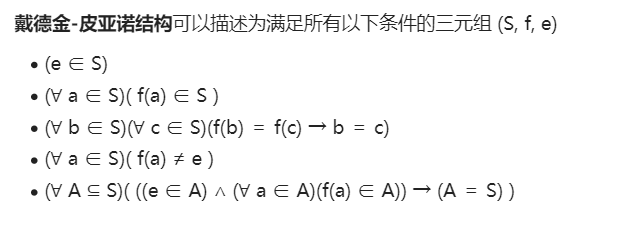 戴德金-皮亚诺结构可以描述为满足所有以下条件的三元组 (S, f, e)
• (e ∈ S)
• (∀ a ∈ S)( f(a) ∈ S )
• (∀ b ∈ S)(∀ c ∈ S)(f(b) = f(c) → b = c)
• (∀ a ∈ S)( f(a) ≠ e )
• (∀ A ⊆ S)( ((e ∈ A) ∧ (∀ a ∈ A)(f(a) ∈ A)) → (A = S) )